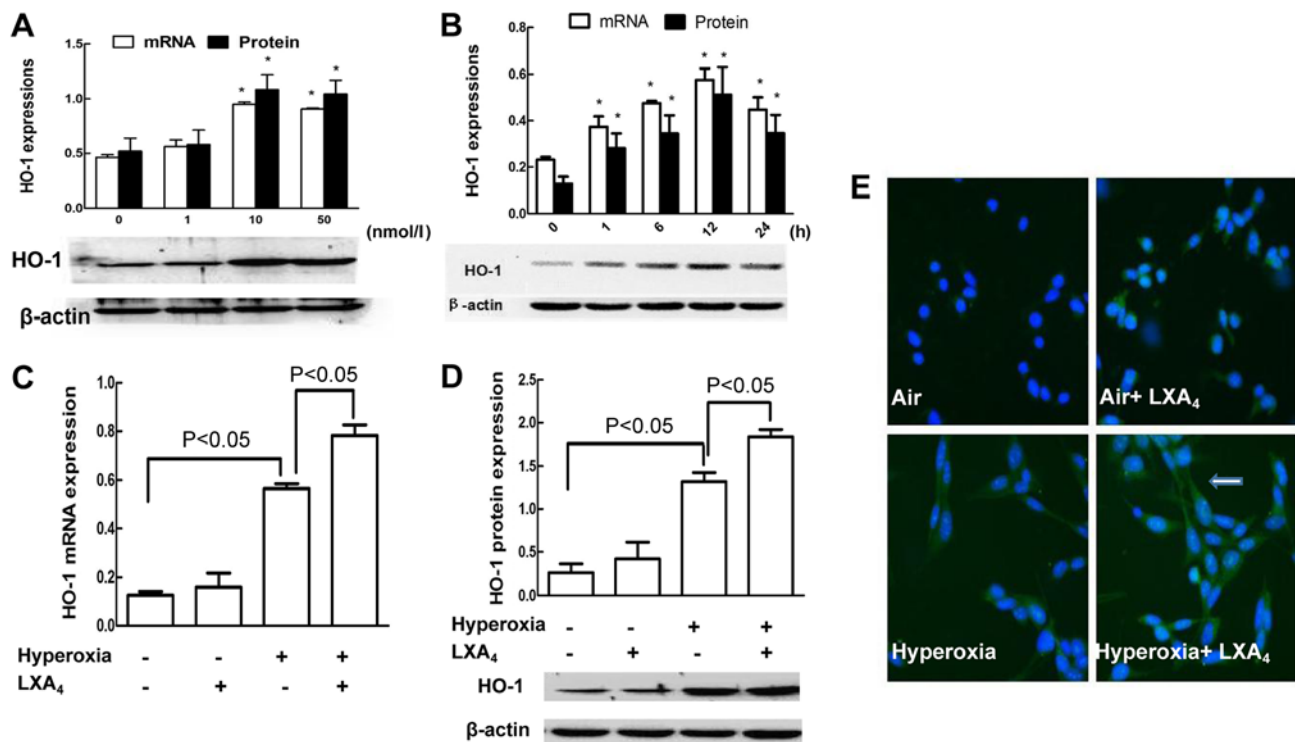 A
mRNA Protein
HO-1 expressions
1.5
1.0
0.5
0.0
* * * *
0 1 10 50
(nmol/l)
HO-1
β-actin
B
mRNA Protein
HO-1 expressions
0.8
0.6
0.4
0.2
0.0
* * * * * * * *
0 1 6 12 24 (h)
HO-1
β-actin
C
HO-1 mRNA expression
1.0
0.8
0.6
0.4
0.2
0.0
P<0.05
P<0.05
Hyperoxia - - + +
LXA₄ - + - +
D
HO-1 protein expression
2.5
2.0
1.5
1.0
0.5
0.0
P<0.05
P<0.05
Hyperoxia - - + +
LXA₄ - + - +
HO-1
β-actin
E
Air
Air+ LXA₄
Hyperoxia
Hyperoxia+ LXA₄